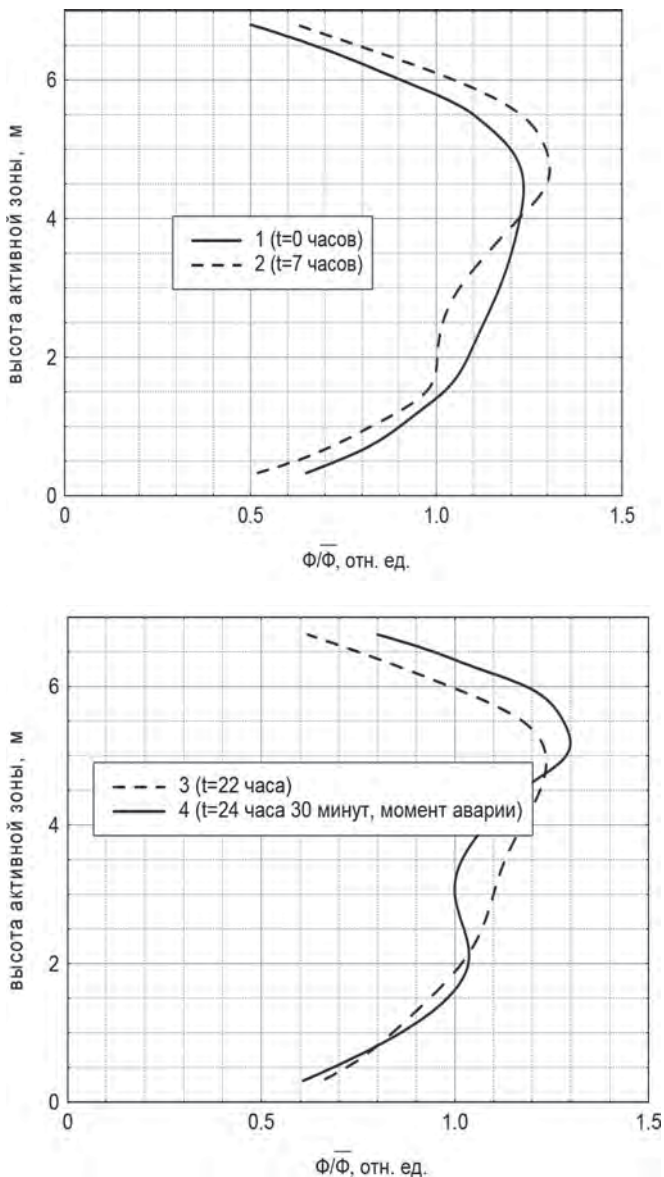 высота активной зоны, м
6
4
2
0
1 (t=0 часов)
2 (t=7 часов)
0 0.5 1.0 1.5
Ф/Ф̅, отн. ед.
высота активной зоны, м
6
4
2
0
3 (t=22 часа)
4 (t=24 часа 30 минут, момент аварии)
0 0.5 1.0 1.5
Ф/Ф̅, отн. ед.